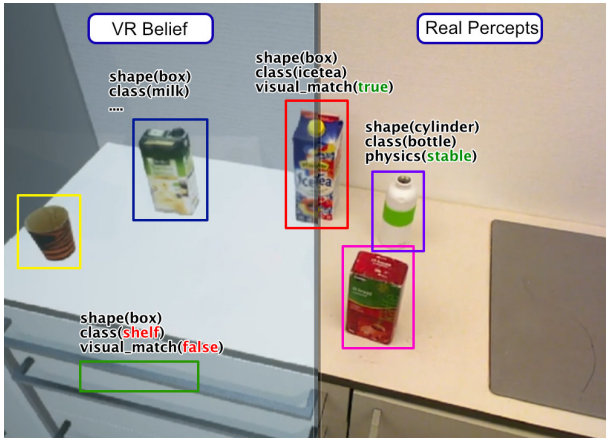 VR Belief
Real Percepts
shape(box)
class(milk)
....
shape(box)
class(icetea)
visual_match(true)
shape(cylinder)
class(bottle)
physics(stable)
IceTea
shape(box)
class(shelf)
visual_match(false)